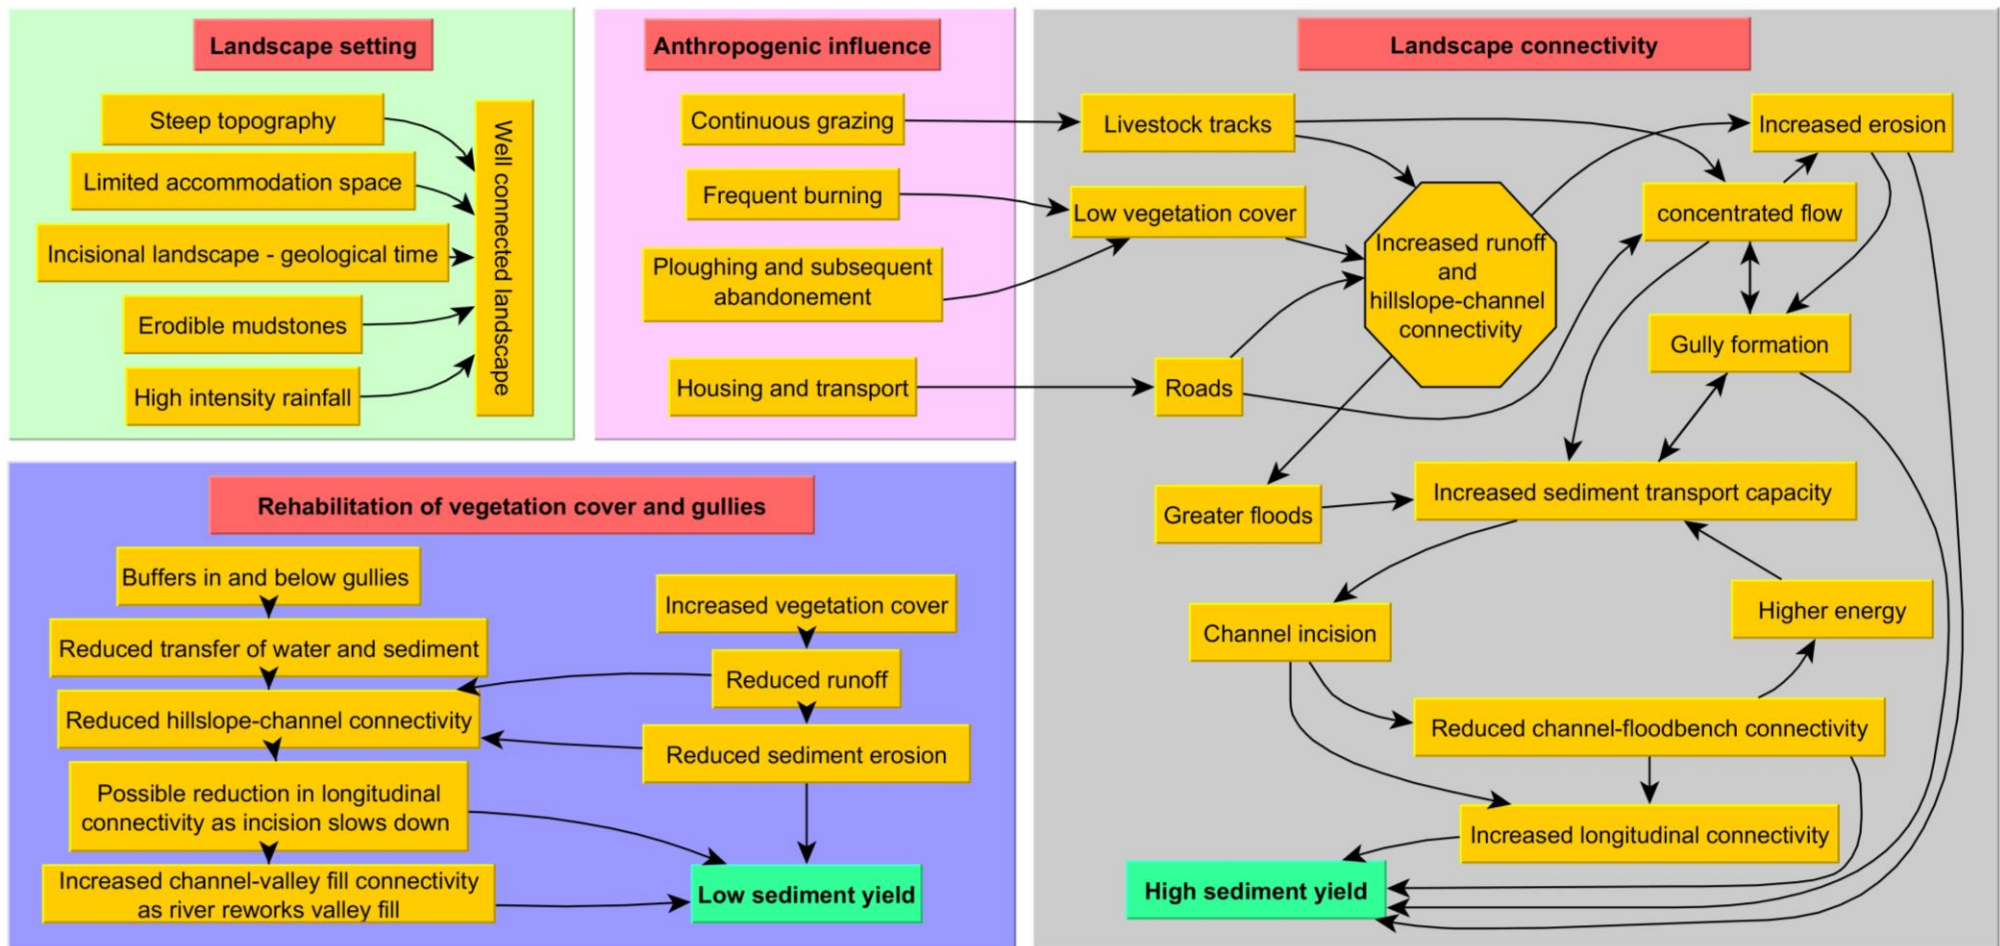 Landscape setting
Steep topography
Limited accommodation space
Incisional landscape - geological time
Erodible mudstones
High intensity rainfall
Well connected landscape
Anthropogenic influence
Continuous grazing
Frequent burning
Ploughing and subsequent
abandonement
Housing and transport
Landscape connectivity
Livestock tracks
Increased erosion
Low vegetation cover
concentrated flow
Increased runoff
and
hillslope-channel
connectivity
Gully formation
Roads
Increased sediment transport capacity
Greater floods
Higher energy
Channel incision
Reduced channel-floodbench connectivity
Increased longitudinal connectivity
High sediment yield
Rehabilitation of vegetation cover and gullies
Buffers in and below gullies
Reduced transfer of water and sediment
Reduced hillslope-channel connectivity
Possible reduction in longitudinal
connectivity as incision slows down
Increased channel-valley fill connectivity
as river reworks valley fill
Increased vegetation cover
Reduced runoff
Reduced sediment erosion
Low sediment yield